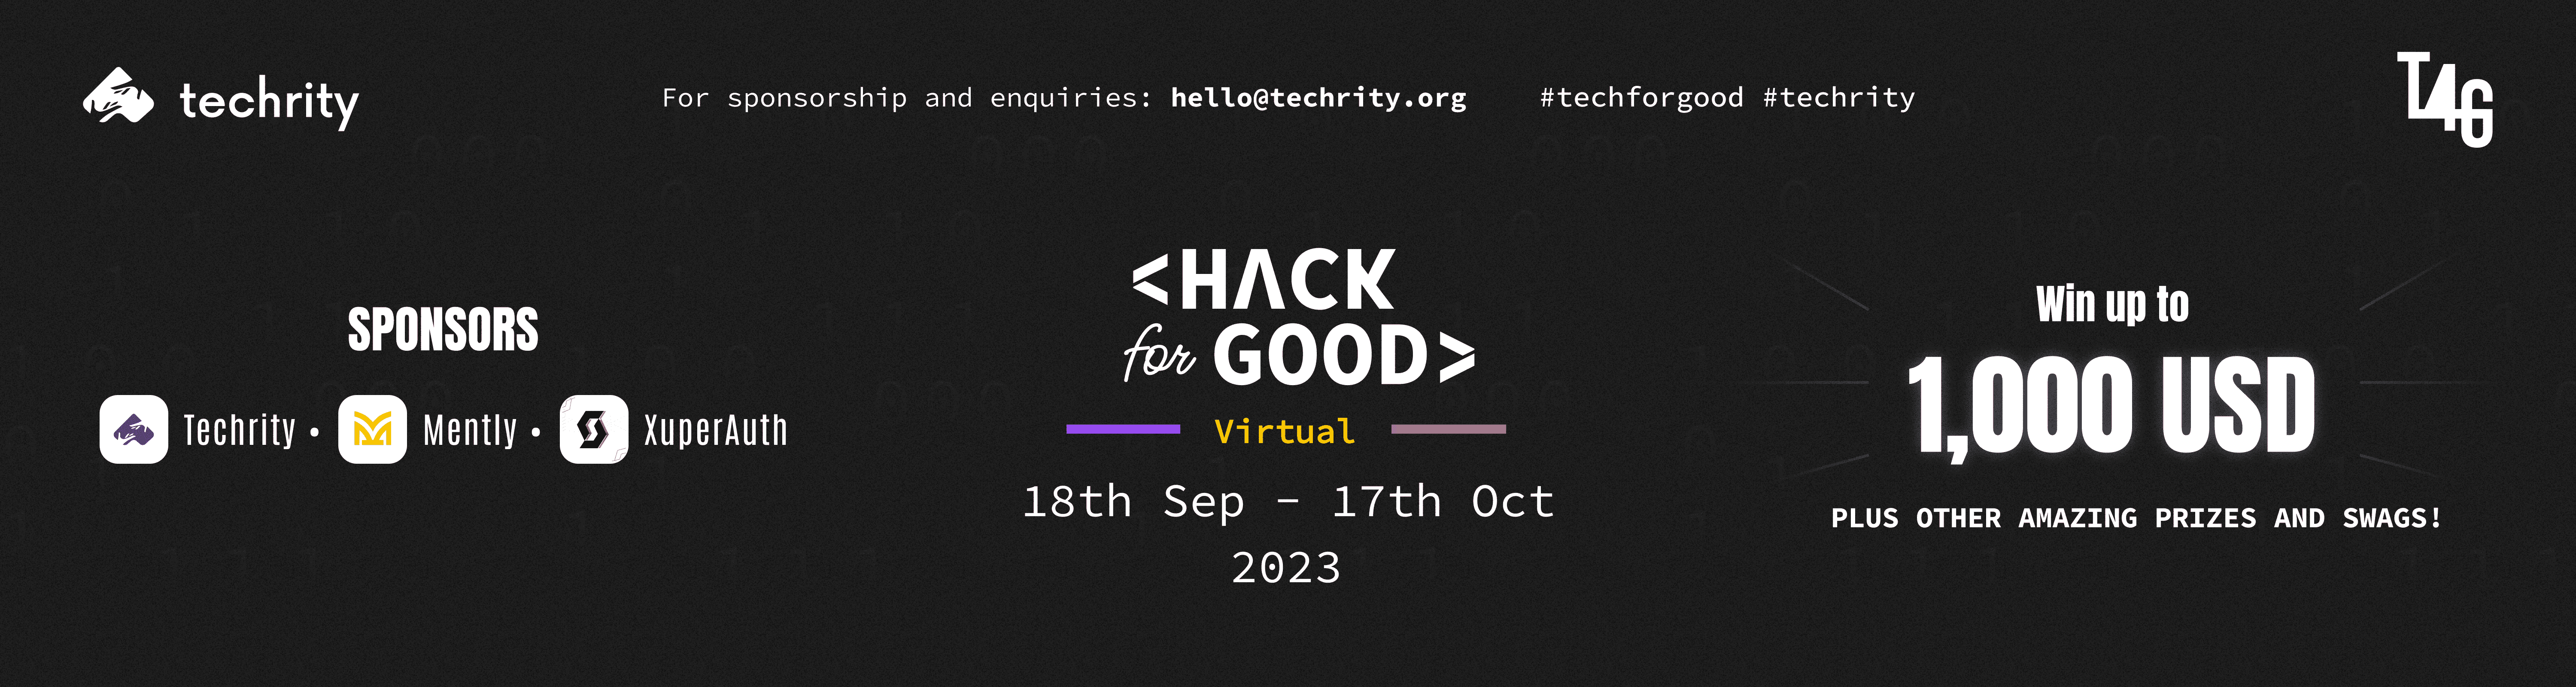 techrity
For sponsorship and enquiries: hello@techrity.org
#techforgood #techrity
T4G
SPONSORS
Techrity • Mently • XuperAuth
<HACK
for GOOD>
Virtual
18th Sep - 17th Oct
2023
Win up to
1,000 USD
PLUS OTHER AMAZING PRIZES AND SWAGS!